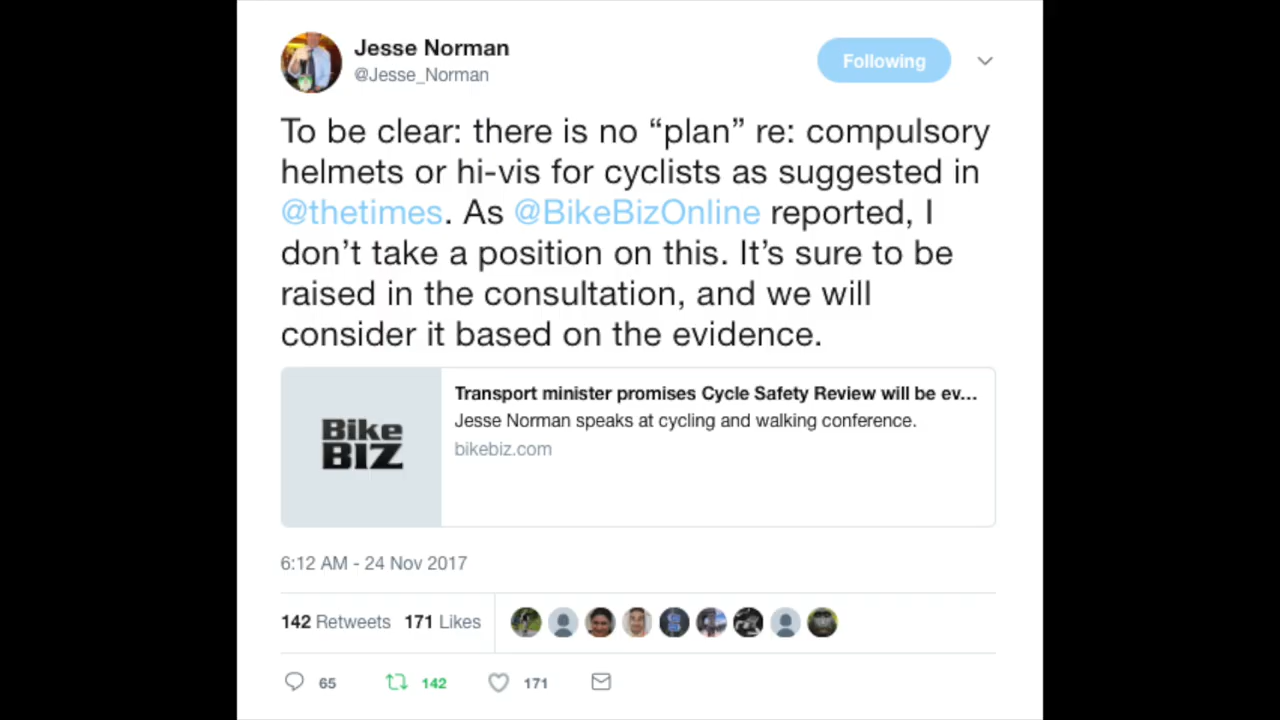 Jesse Norman
@Jesse_Norman
Following
To be clear: there is no “plan” re: compulsory
helmets or hi-vis for cyclists as suggested in
@thetimes. As @BikeBizOnline reported, I
don’t take a position on this. It’s sure to be
raised in the consultation, and we will
consider it based on the evidence.
Bike
BIZ
Transport minister promises Cycle Safety Review will be ev...
Jesse Norman speaks at cycling and walking conference.
bikebiz.com
6:12 AM - 24 Nov 2017
142 Retweets 171 Likes
65 142 171